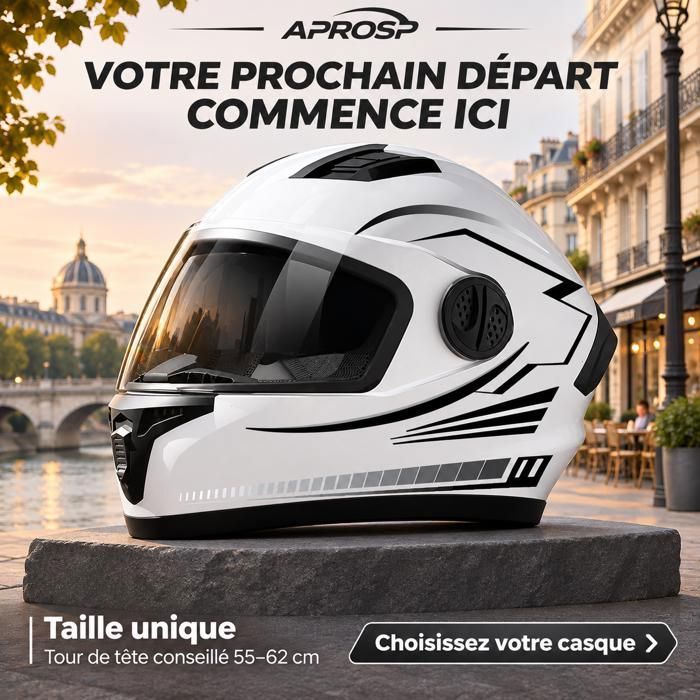 APROSP
VOTRE PROCHAIN DÉPART
COMMENCE ICI
Taille unique
Tour de tête conseillé 55–62 cm
Choisissez votre casque